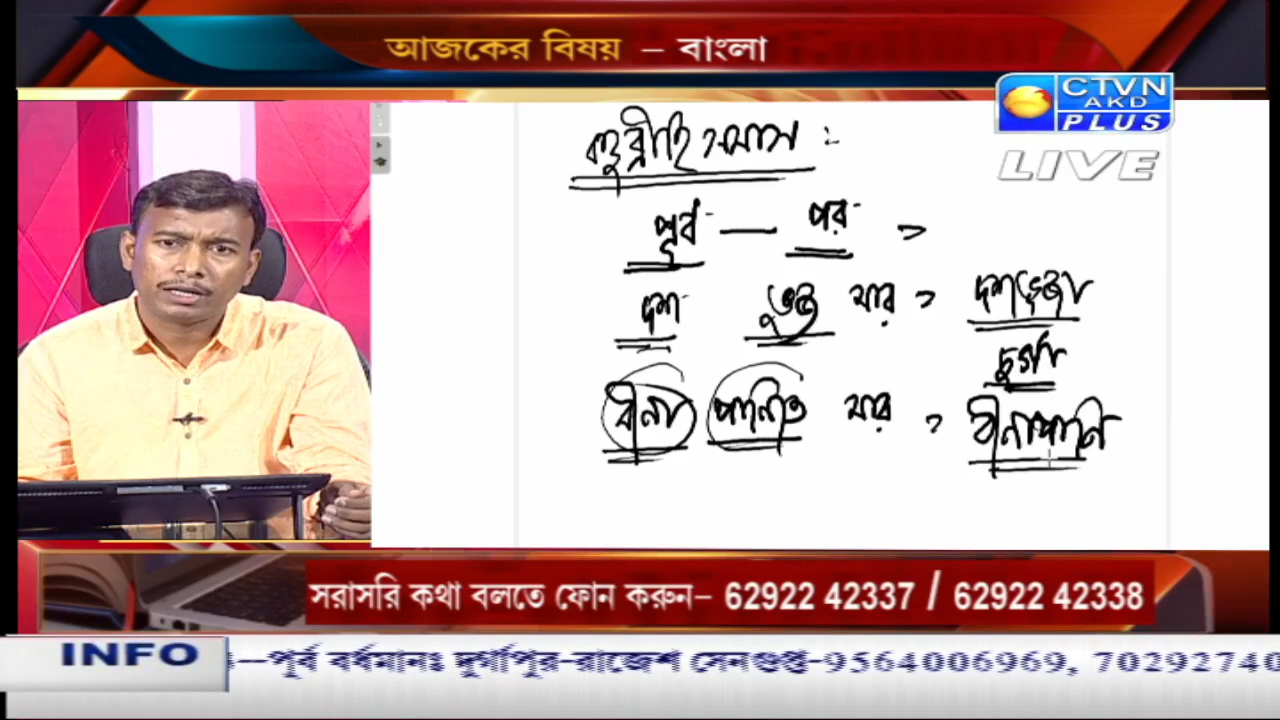 আজকের বিষয় – বাংলা
CTVN
AKD
PLUS
LIVE
বহুব্রীহি সমাস :
পূর্ব — পর >
দশ ভুজ যার > দশভুজা
দুর্গা
বীনা পানিতে যার > বীনাপানি
সরাসরি কথা বলতে ফোন করুন– 62922 42337 / 62922 42338
INFO --পূর্ব বর্ধমানঃ দুর্গাপুর-রাজেশ সেনগুপ্ত-9564006969, 70292740